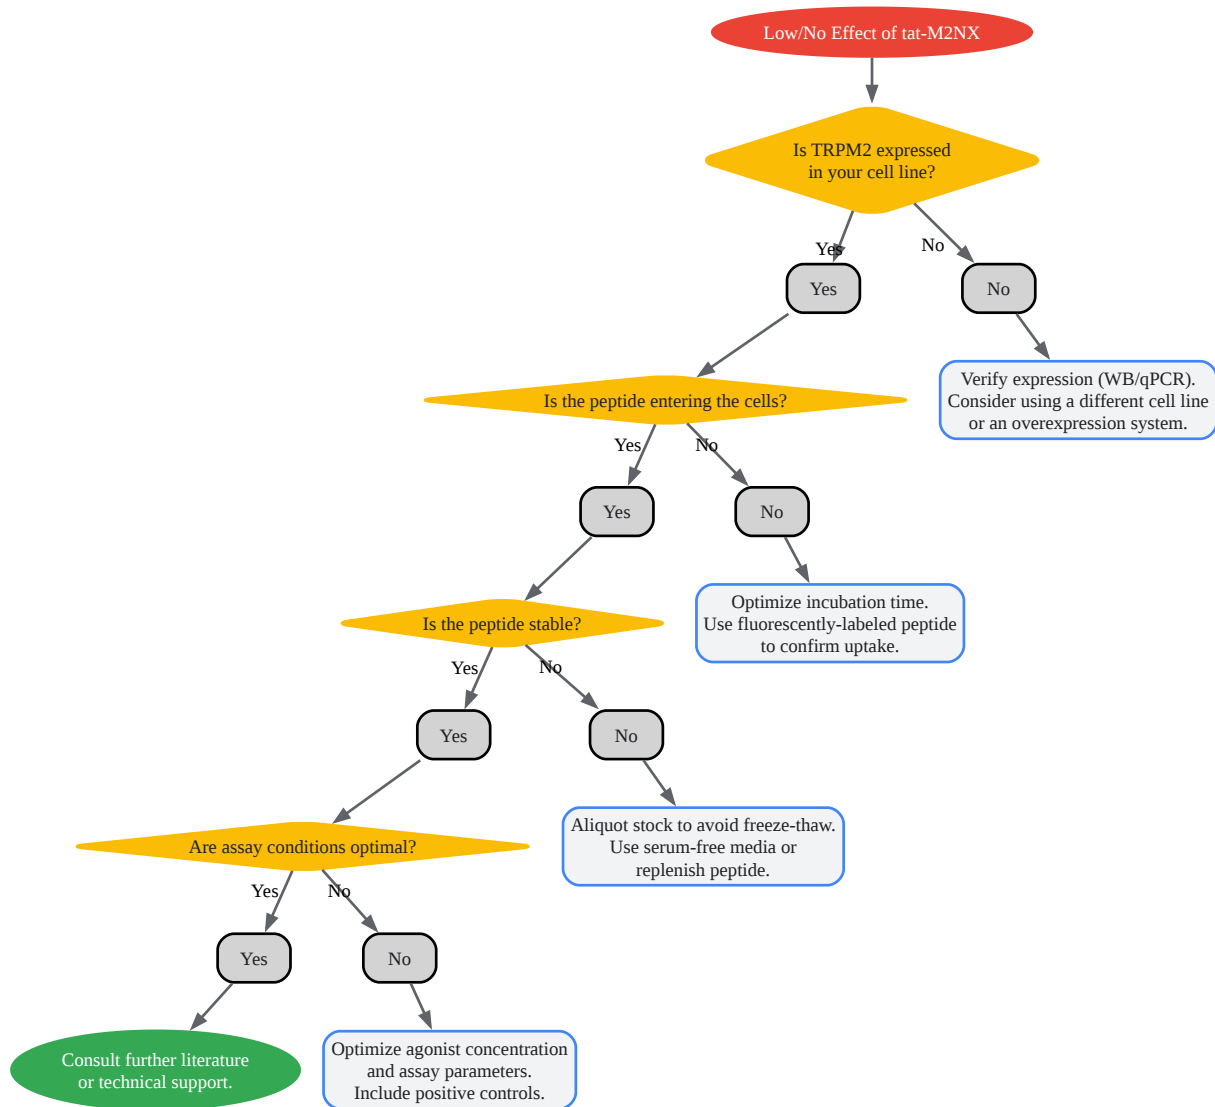 Low/No Effect of tat-M2NX
Is TRPM2 expressed
in your cell line?
Yes
No
Yes
No
Verify expression (WB/qPCR).
Consider using a different cell line
or an overexpression system.
Is the peptide entering the cells?
Yes
No
Yes
No
Optimize incubation time.
Use fluorescently-labeled peptide
to confirm uptake.
Is the peptide stable?
Yes
No
Yes
No
Aliquot stock to avoid freeze-thaw.
Use serum-free media or
replenish peptide.
Are assay conditions optimal?
Yes
No
Yes
No
Consult further literature
or technical support.
Optimize agonist concentration
and assay parameters.
Include positive controls.